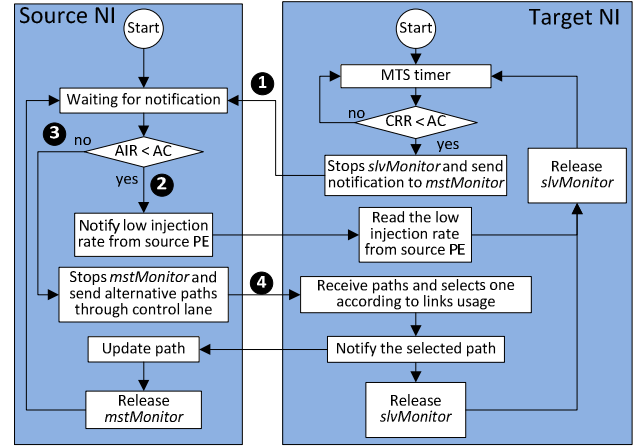 Source NI
Start
Waiting for notification
3
no
AIR < AC
yes
2
Notify low injection
rate from source PE
Stops mstMonitor and
send alternative paths
through control lane
Update path
Release
mstMonitor
1
4
Target NI
Start
MTS timer
no
CRR < AC
yes
Stops slvMonitor and send
notification to mstMonitor
Release
slvMonitor
Read the low
injection rate
from source PE
Receive paths and selects one
according to links usage
Notify the selected path
Release
slvMonitor